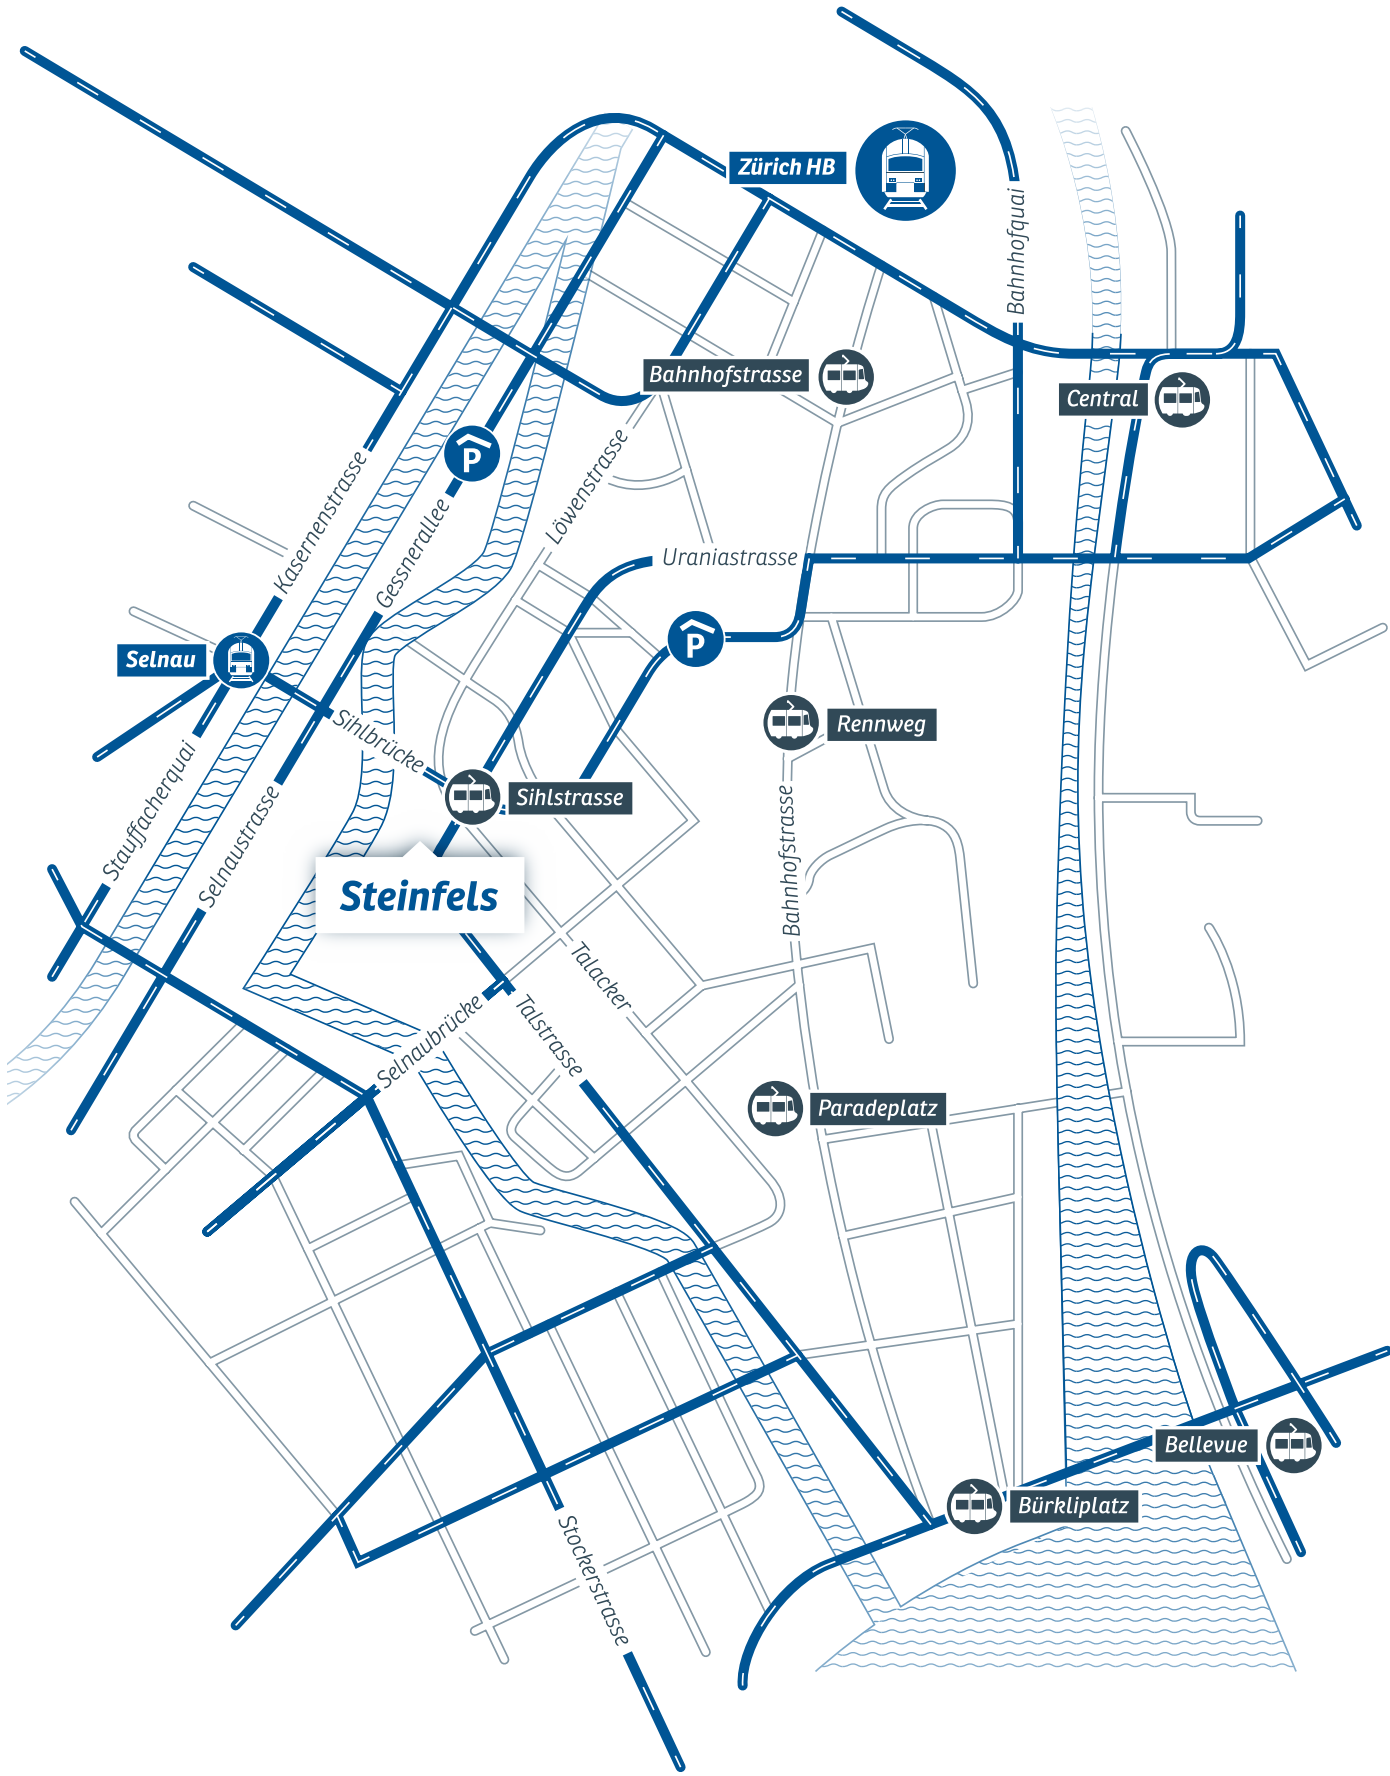 Zürich HB
Bahnhofquai
Bahnhofstrasse
Central
Löwenstrasse
Kasernenstrasse
P
Gessnerallee
Uraniastrasse
P
Selnau
Sihlbrücke
Rennweg
Stauffacherquai
Selnaustrasse
Sihlstrasse
Bahnhofstrasse
Steinfels
Talacker
Selnaubrücke
Talstrasse
Paradeplatz
Bellevue
Bürkliplatz
Stockerstrasse